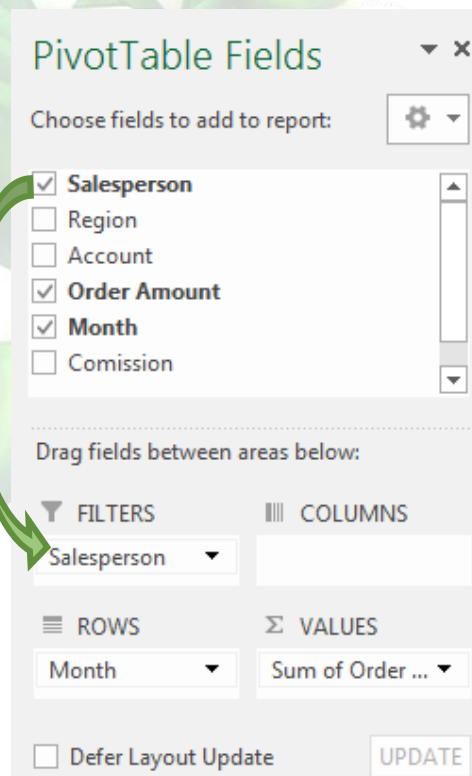 PivotTable Fields
Choose fields to add to report:
Salesperson
Region
Account
Order Amount
Month
Comission
Drag fields between areas below:
FILTERS
COLUMNS
Salesperson
ROWS
Σ VALUES
Month
Sum of Order ...
Defer Layout Update
UPDATE